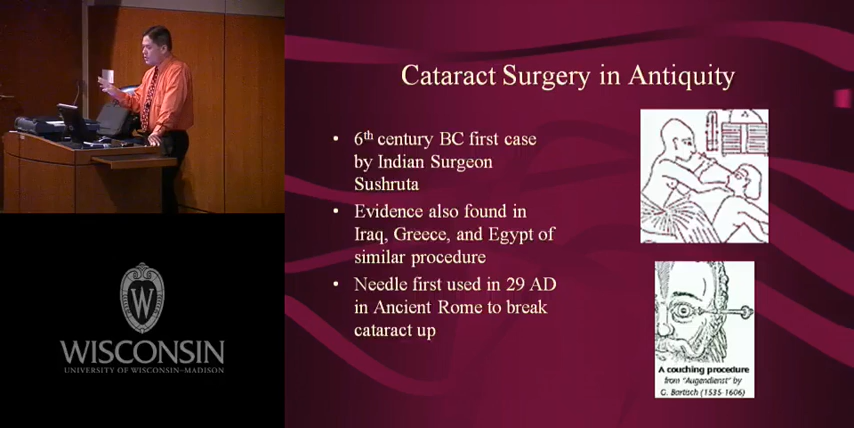 Cataract Surgery in Antiquity
• 6th century BC first case
by Indian Surgeon
Sushruta
• Evidence also found in
Iraq, Greece, and Egypt of
similar procedure
• Needle first used in 29 AD
in Ancient Rome to break
cataract up
A couching procedure
from "Augendienst" by
G. Bartisch (1535-1606)
W
WISCONSIN
UNIVERSITY OF WISCONSIN–MADISON